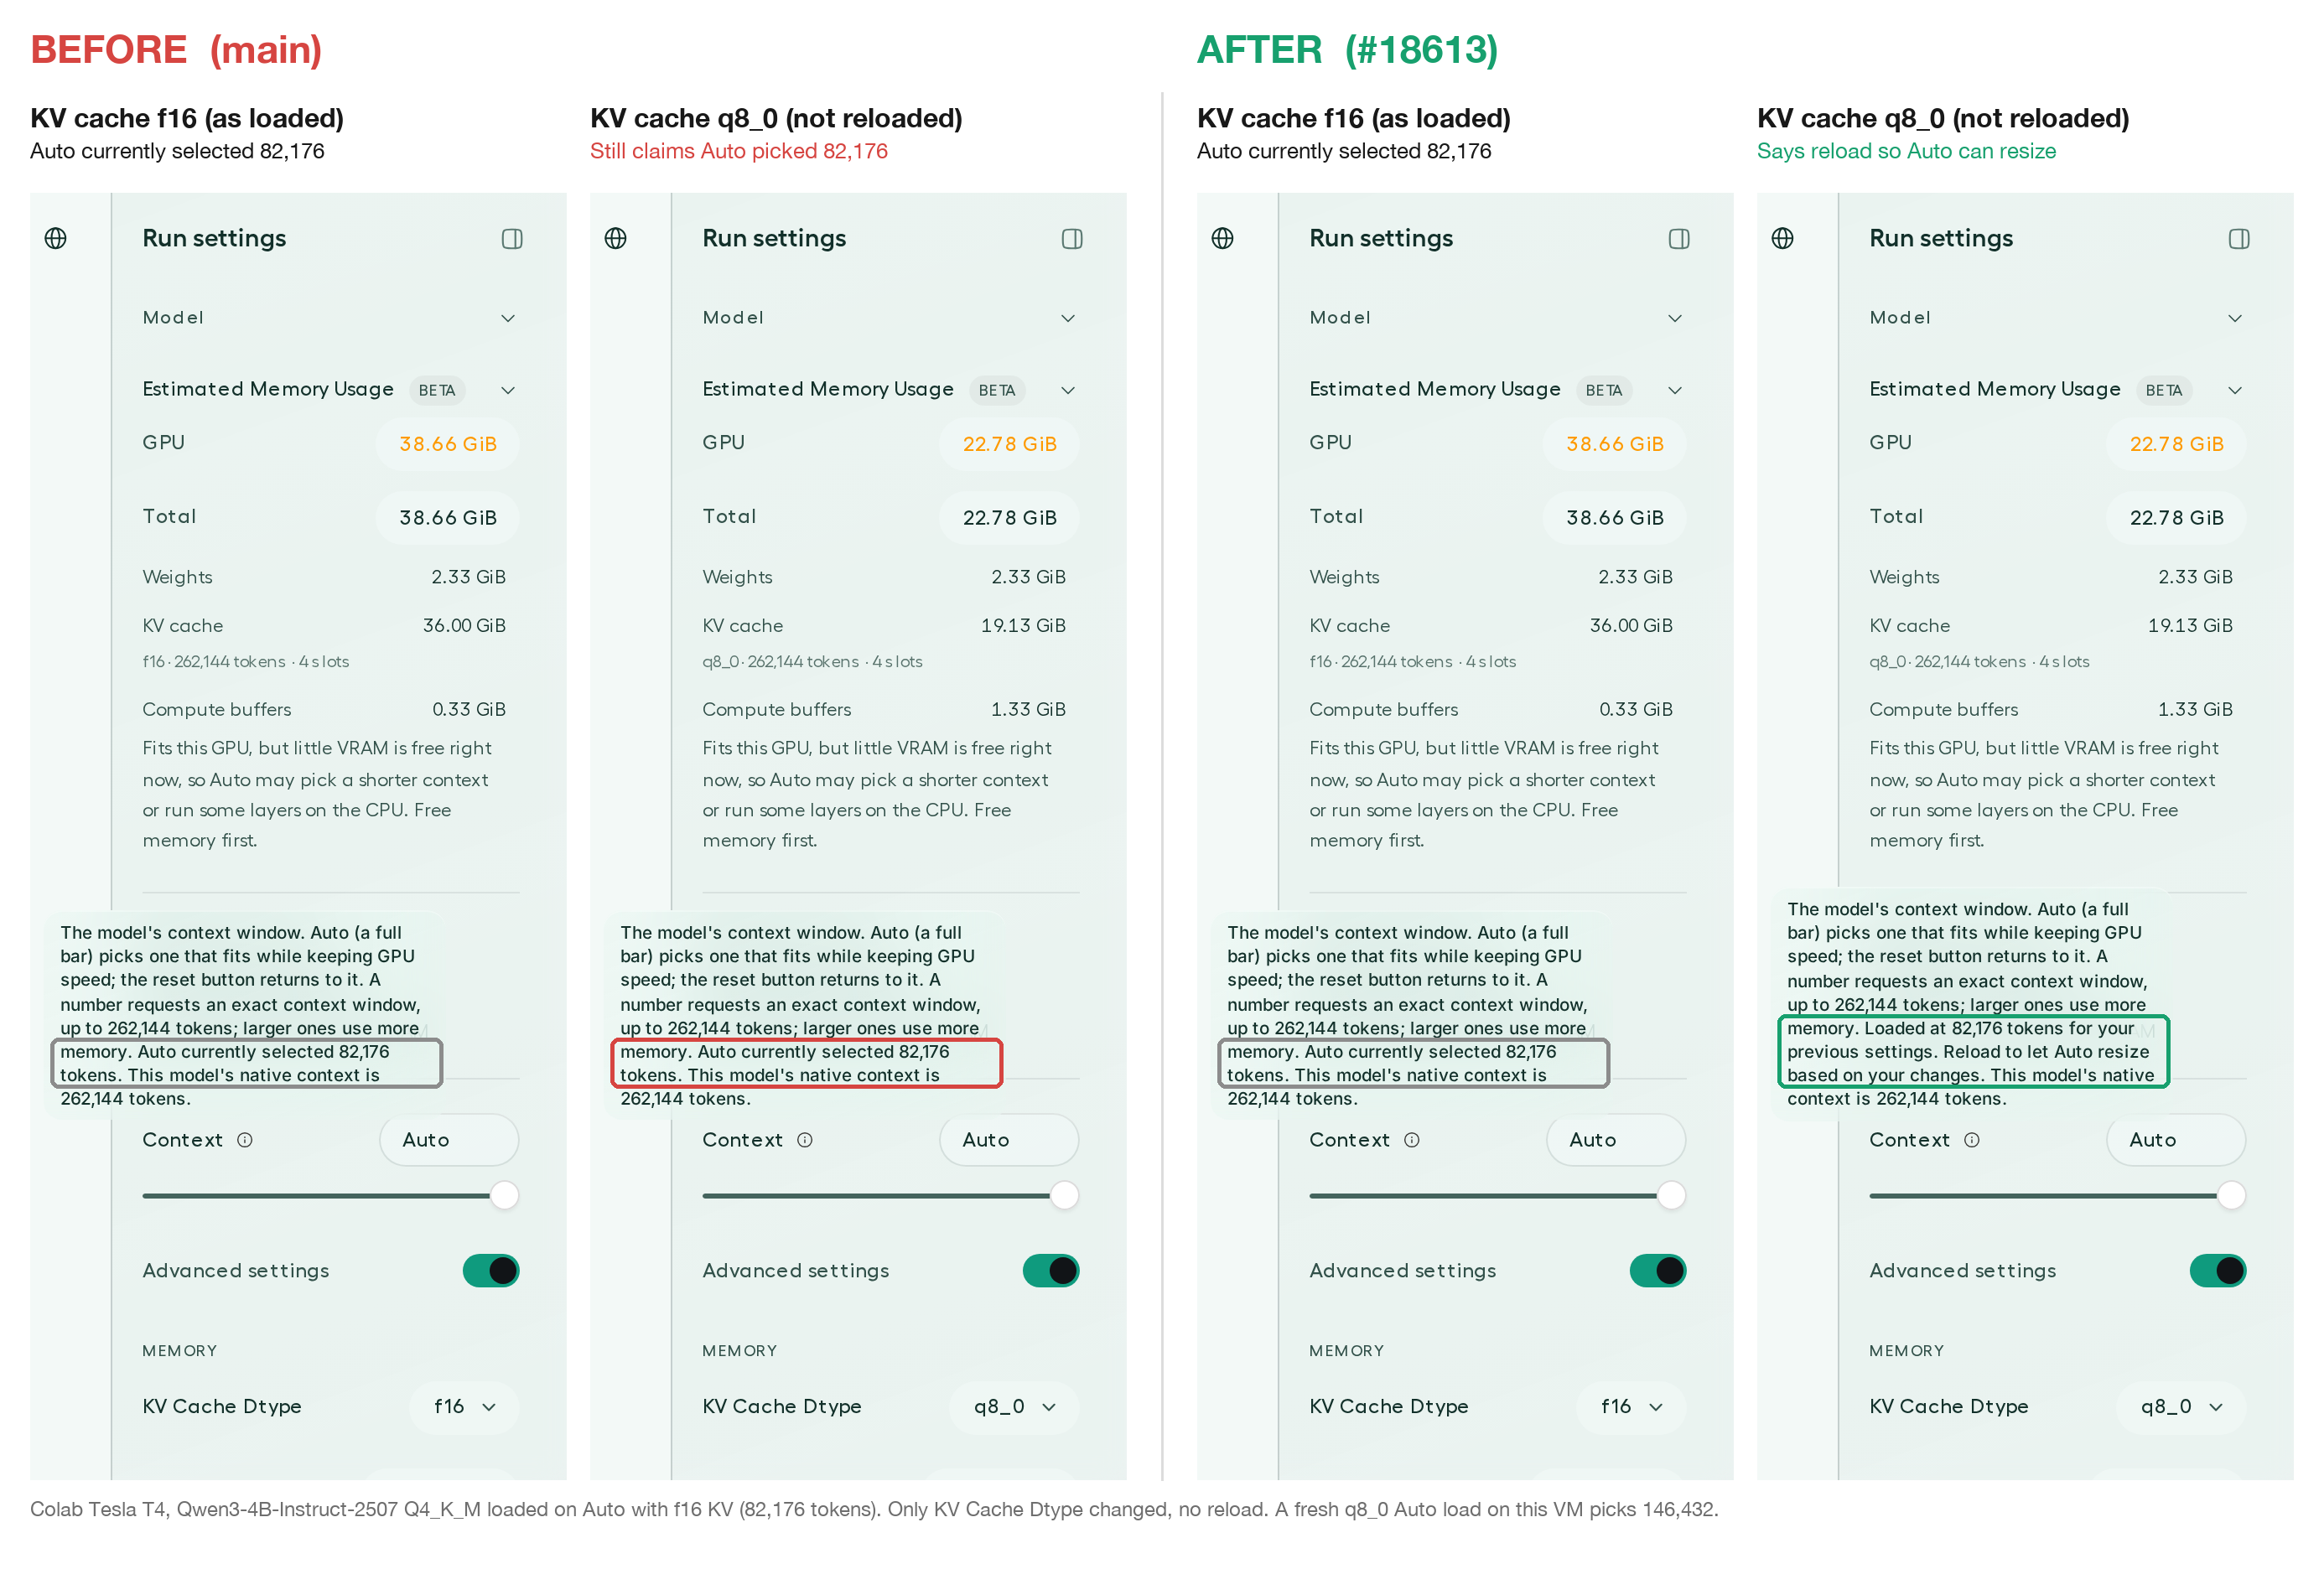 BEFORE (main)
KV cache f16 (as loaded)
Auto currently selected 82,176
Run settings
Model
Estimated Memory Usage BETA
GPU 38.66 GiB
Total 38.66 GiB
Weights 2.33 GiB
KV cache 36.00 GiB
f16 · 262,144 tokens · 4 slots
Compute buffers 0.33 GiB
Fits this GPU, but little VRAM is free right
now, so Auto may pick a shorter context
or run some layers on the CPU. Free
memory first.
The model's context window. Auto (a full
bar) picks one that fits while keeping GPU
speed; the reset button returns to it. A
number requests an exact context window,
up to 262,144 tokens; larger ones use more
memory. Auto currently selected 82,176
tokens. This model's native context is
262,144 tokens.
Context Auto
Advanced settings
MEMORY
KV Cache Dtype f16
KV cache q8_0 (not reloaded)
Still claims Auto picked 82,176
Run settings
Model
Estimated Memory Usage BETA
GPU 22.78 GiB
Total 22.78 GiB
Weights 2.33 GiB
KV cache 19.13 GiB
q8_0 · 262,144 tokens · 4 slots
Compute buffers 1.33 GiB
Fits this GPU, but little VRAM is free right
now, so Auto may pick a shorter context
or run some layers on the CPU. Free
memory first.
The model's context window. Auto (a full
bar) picks one that fits while keeping GPU
speed; the reset button returns to it. A
number requests an exact context window,
up to 262,144 tokens; larger ones use more
memory. Auto currently selected 82,176
tokens. This model's native context is
262,144 tokens.
Context Auto
Advanced settings
MEMORY
KV Cache Dtype q8_0
AFTER (#18613)
KV cache f16 (as loaded)
Auto currently selected 82,176
Run settings
Model
Estimated Memory Usage BETA
GPU 38.66 GiB
Total 38.66 GiB
Weights 2.33 GiB
KV cache 36.00 GiB
f16 · 262,144 tokens · 4 slots
Compute buffers 0.33 GiB
Fits this GPU, but little VRAM is free right
now, so Auto may pick a shorter context
or run some layers on the CPU. Free
memory first.
The model's context window. Auto (a full
bar) picks one that fits while keeping GPU
speed; the reset button returns to it. A
number requests an exact context window,
up to 262,144 tokens; larger ones use more
memory. Auto currently selected 82,176
tokens. This model's native context is
262,144 tokens.
Context Auto
Advanced settings
MEMORY
KV Cache Dtype f16
KV cache q8_0 (not reloaded)
Says reload so Auto can resize
Run settings
Model
Estimated Memory Usage BETA
GPU 22.78 GiB
Total 22.78 GiB
Weights 2.33 GiB
KV cache 19.13 GiB
q8_0 · 262,144 tokens · 4 slots
Compute buffers 1.33 GiB
Fits this GPU, but little VRAM is free right
now, so Auto may pick a shorter context
or run some layers on the CPU. Free
memory first.
The model's context window. Auto (a full
bar) picks one that fits while keeping GPU
speed; the reset button returns to it. A
number requests an exact context window,
up to 262,144 tokens; larger ones use more
memory. Loaded at 82,176 tokens for your
previous settings. Reload to let Auto resize
based on your changes. This model's native
context is 262,144 tokens.
Context Auto
Advanced settings
MEMORY
KV Cache Dtype q8_0
Colab Tesla T4, Qwen3-4B-Instruct-2507 Q4_K_M loaded on Auto with f16 KV (82,176 tokens). Only KV Cache Dtype changed, no reload. A fresh q8_0 Auto load on this VM picks 146,432.